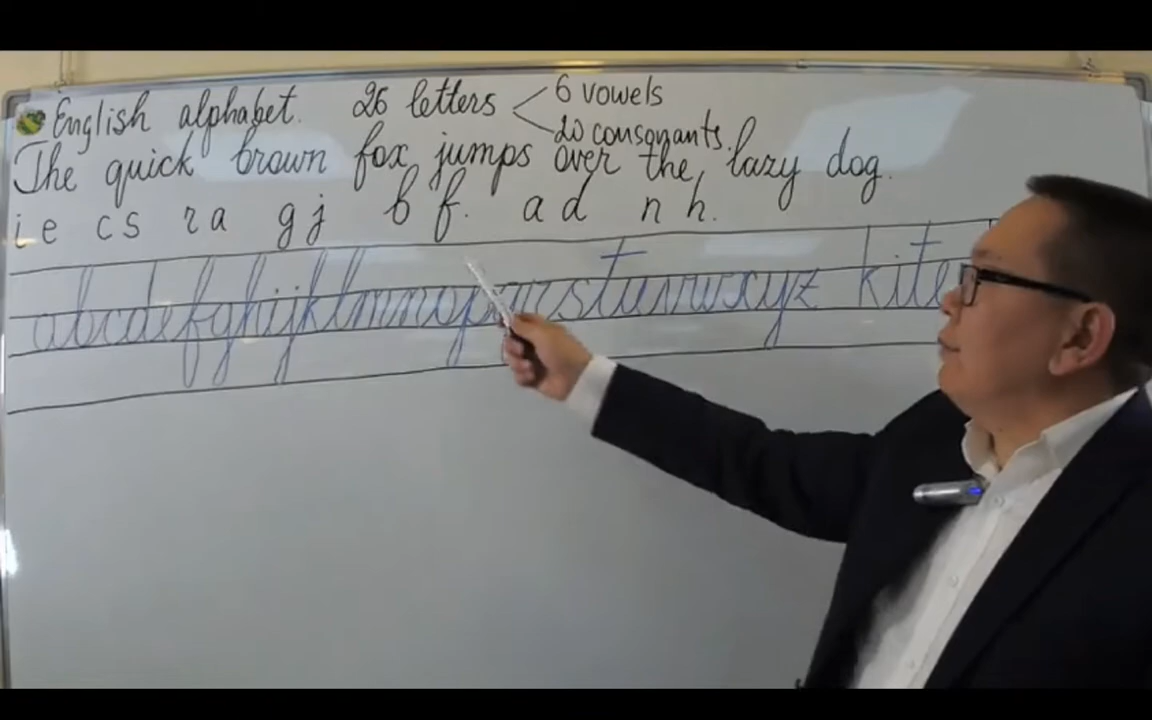 English alphabet. 26 letters 6 vowels
20 consonants.
The quick brown fox jumps over the lazy dog.
i e c s r a g j b f. a d n h.
abcdefghijklmnopqrstuvwxyz kite